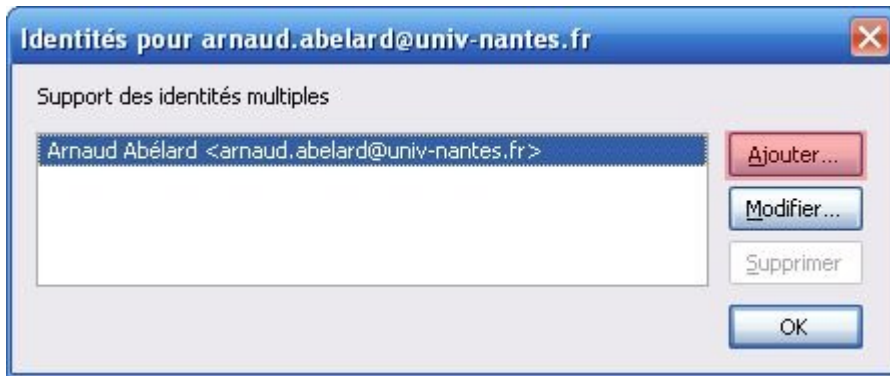 Identités pour arnaud.abelard@univ-nantes.fr
Support des identités multiples
Arnaud Abélard <arnaud.abelard@univ-nantes.fr>
Ajouter...
Modifier...
Supprimer
OK